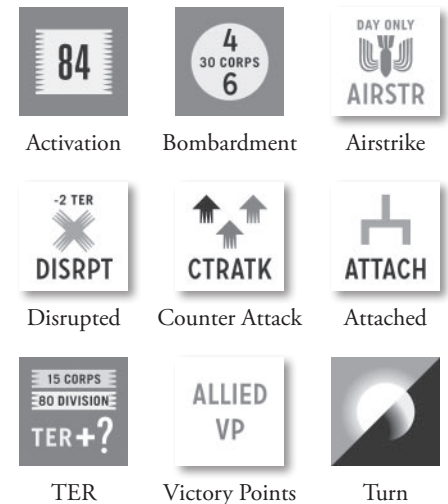 84
Activation
4
30 CORPS
6
Bombardment
DAY ONLY
AIRSTR
Airstrike
-2 TER
DISRPT
Disrupted
CTRATK
Counter Attack
ATTACH
Attached
15 CORPS
80 DIVISION
TER+?
TER
ALLIED
VP
Victory Points
Turn